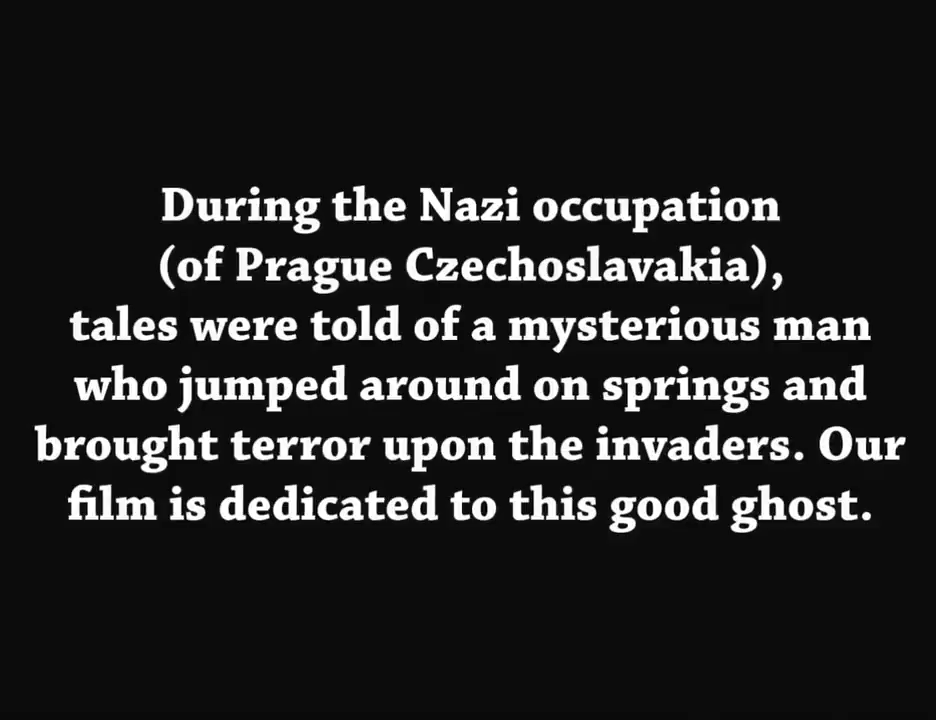 During the Nazi occupation
(of Prague Czechoslavakia),
tales were told of a mysterious man
who jumped around on springs and
brought terror upon the invaders. Our
film is dedicated to this good ghost.